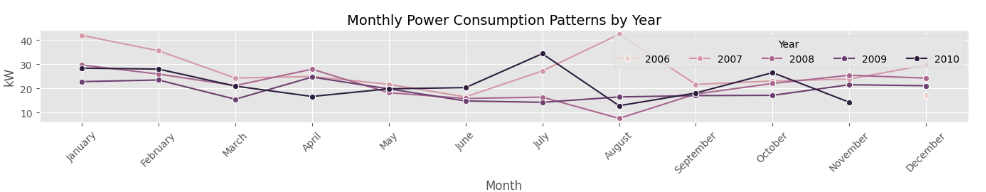 Monthly Power Consumption Patterns by Year
kW
40
30
20
10
Year
2006 2007 2008 2009 2010
January February March April May June July August September October November December
Month